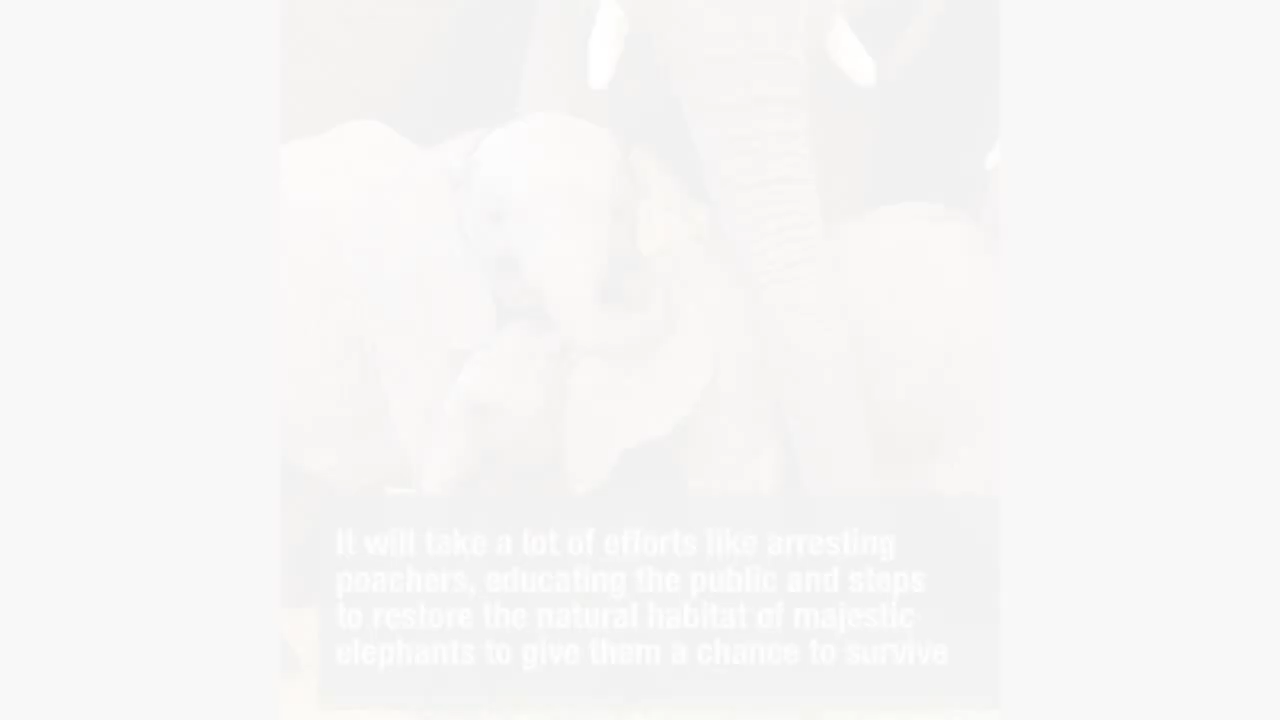 It will take a lot of efforts like arresting
poachers, educating the public and steps
to restore the natural habitat of majestic
elephants to give them a chance to survive